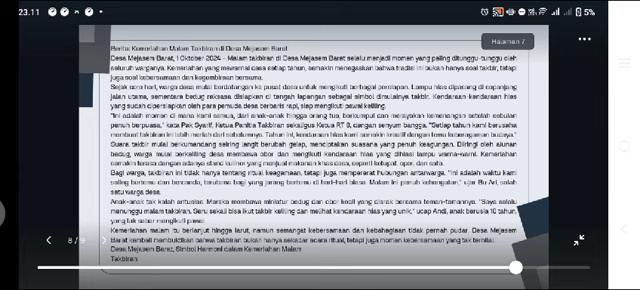 23.11
5%
Halaman 7
Berita: Kemeriahan Malam Takbiran di Desa Mejasem Barat
Desa Mejasem Barat, 1 Oktober 2024 – Malam takbiran di Desa Mejasem Barat selalu menjadi momen yang paling ditunggu-tunggu oleh
seluruh warganya. Kemeriahan yang mewarnai desa setiap tahun, semakin menegaskan bahwa tradisi ini bukan hanya soal takbir, tetapi
juga soal kebersamaan dan kegembiraan bersama.
Sejak sore hari, warga desa mulai berdatangan ke pusat desa untuk mengikuti berbagai persiapan. Lampu hias dipasang di sepanjang
jalan utama, sementara bedug raksasa disiapkan di tengah lapangan sebagai simbol dimulainya takbir. Kendaraan-kendaraan hias
yang sudah dipersiapkan oleh para pemuda desa berbaris rapi, siap mengikuti pawai keliling.
"Ini adalah momen di mana kami semua, dari anak-anak hingga orang tua, berkumpul dan merayakan kemenangan setelah sebulan
penuh berpuasa," kata Pak Syarif, Ketua Panitia Takbiran sekaligus Ketua RT 8, dengan senyum bangga. "Setiap tahun kami berusaha
membuat takbiran ini lebih meriah dari sebelumnya. Tahun ini, kendaraan hias kami semakin kreatif dengan tema keberagaman budaya."
Suara takbir mulai berkumandang seiring langit berubah gelap, menciptakan suasana yang penuh keagungan. Diiringi oleh alunan
bedug, warga mulai berkeliling desa membawa obor dan mengikuti kendaraan hias yang dihiasi lampu warna-warni. Kemeriahan
semakin terasa dengan adanya stand kuliner yang menjual makanan khas desa, seperti ketupat, opor, dan sate.
Bagi warga, takbiran ini tidak hanya tentang ritual keagamaan, tetapi juga mempererat hubungan antarwarga. "Ini adalah waktu kami
saling bertemu dan bercanda, terutama bagi yang jarang bertemu di hari-hari biasa. Malam ini penuh kehangatan," ujar Bu Ari, salah
satu warga desa.
Anak-anak tak kalah antusias. Mereka membawa miniatur bedug dan obor kecil yang diarak bersama teman-temannya. "Saya selalu
menunggu malam takbiran. Seru sekali bisa ikut takbir keliling dan melihat kendaraan hias yang unik," ucap Andi, anak berusia 10 tahun,
yang tak sabar mengikuti pawai.
Kemeriahan malam itu berlanjut hingga larut, namun semangat kebersamaan dan kebahagiaan tidak pernah pudar. Desa Mejasem
Barat kembali membuktikan bahwa takbiran bukan hanya sekadar acara ritual, tetapi juga momen kebersamaan yang tak ternilai.
Desa Mejasem Barat, Simbol Harmoni dalam Kemeriahan Malam
Takbiran